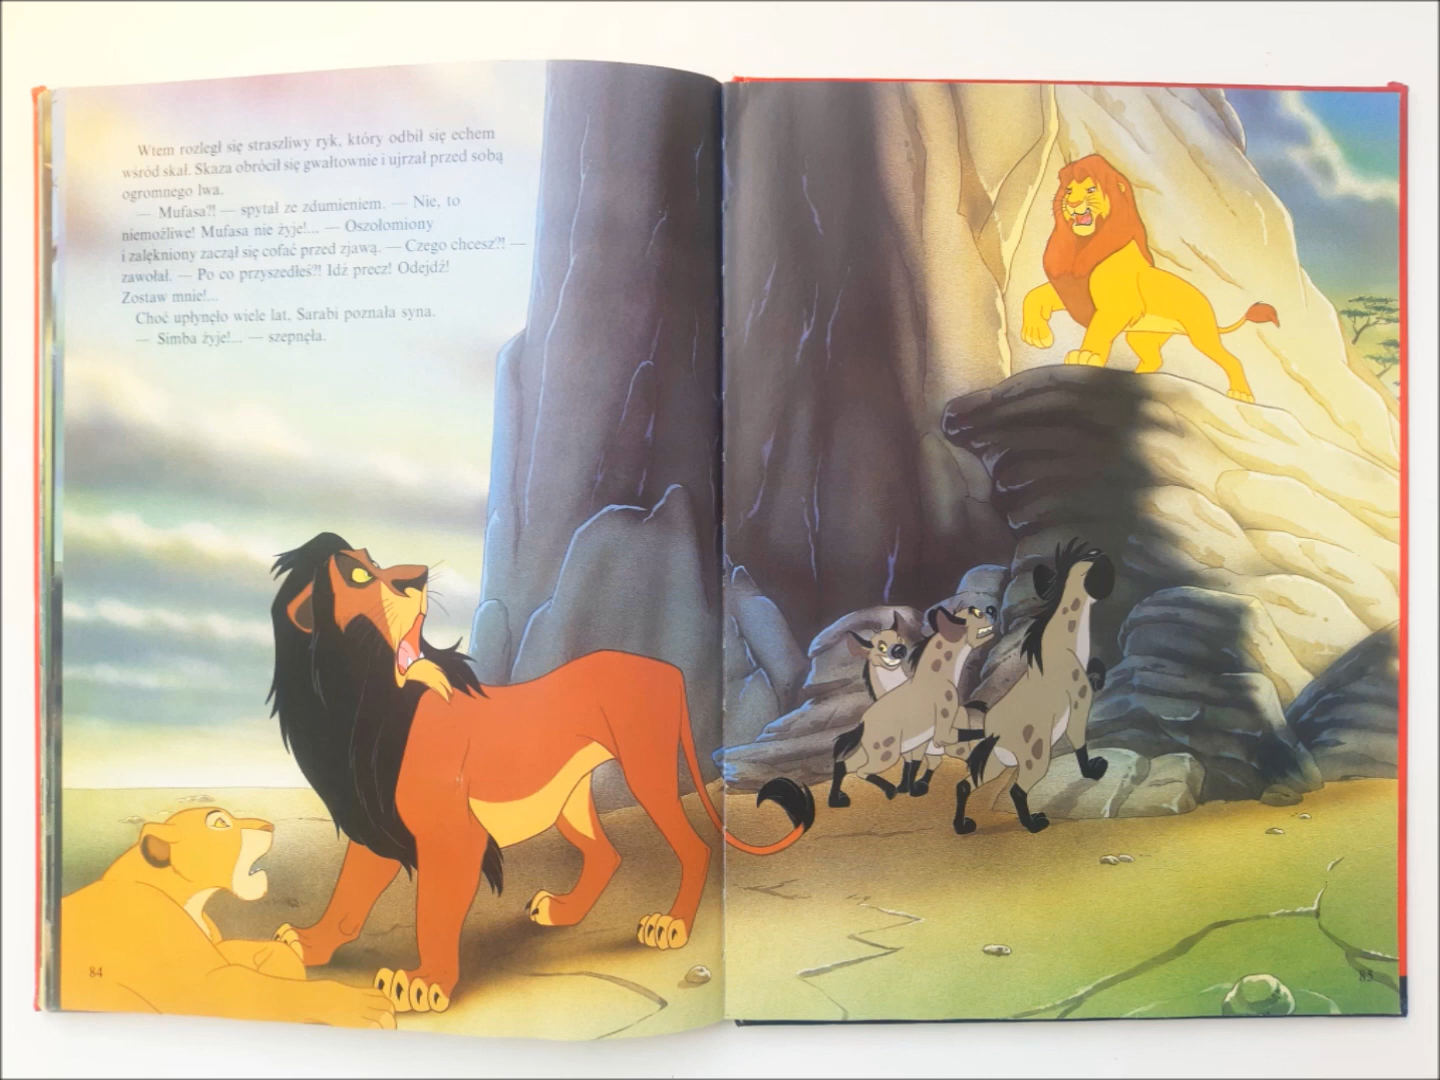 Wtem rozległ się straszliwy ryk, który odbił się echem
wśród skał. Skaza obrócił się gwałtownie i ujrzał przed sobą
ogromnego lwa.
— Mufasa?! — spytał ze zdumieniem. — Nie, to
niemożliwe! Mufasa nie żyje!... — Oszołomiony
i zalękniony zaczął się cofać przed zjawą. — Czego chcesz?! —
zawołał. — Po co przyszedłeś?! Idź precz! Odejdź!
Zostaw mnie!...
Choć upłynęło wiele lat, Sarabi poznała syna.
— Simba żyje!... — szepnęła.
84
85